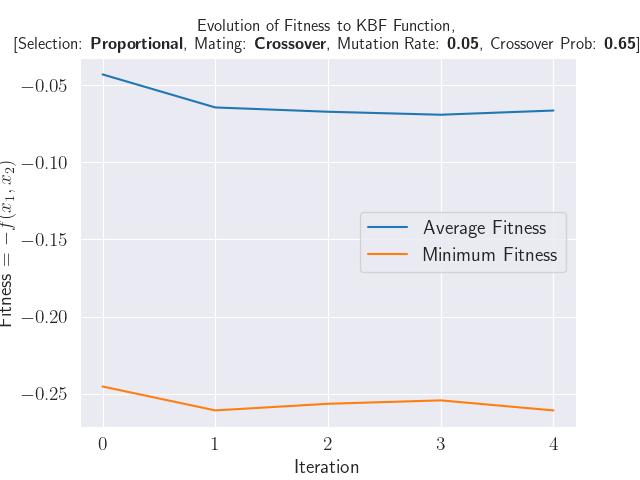 Evolution of Fitness to KBF Function,
[Selection: Proportional, Mating: Crossover, Mutation Rate: 0.05, Crossover Prob: 0.65]
Fitness = −f(x₁, x₂)
−0.05
−0.10
−0.15
−0.20
−0.25
Average Fitness
Minimum Fitness
0 1 2 3 4
Iteration